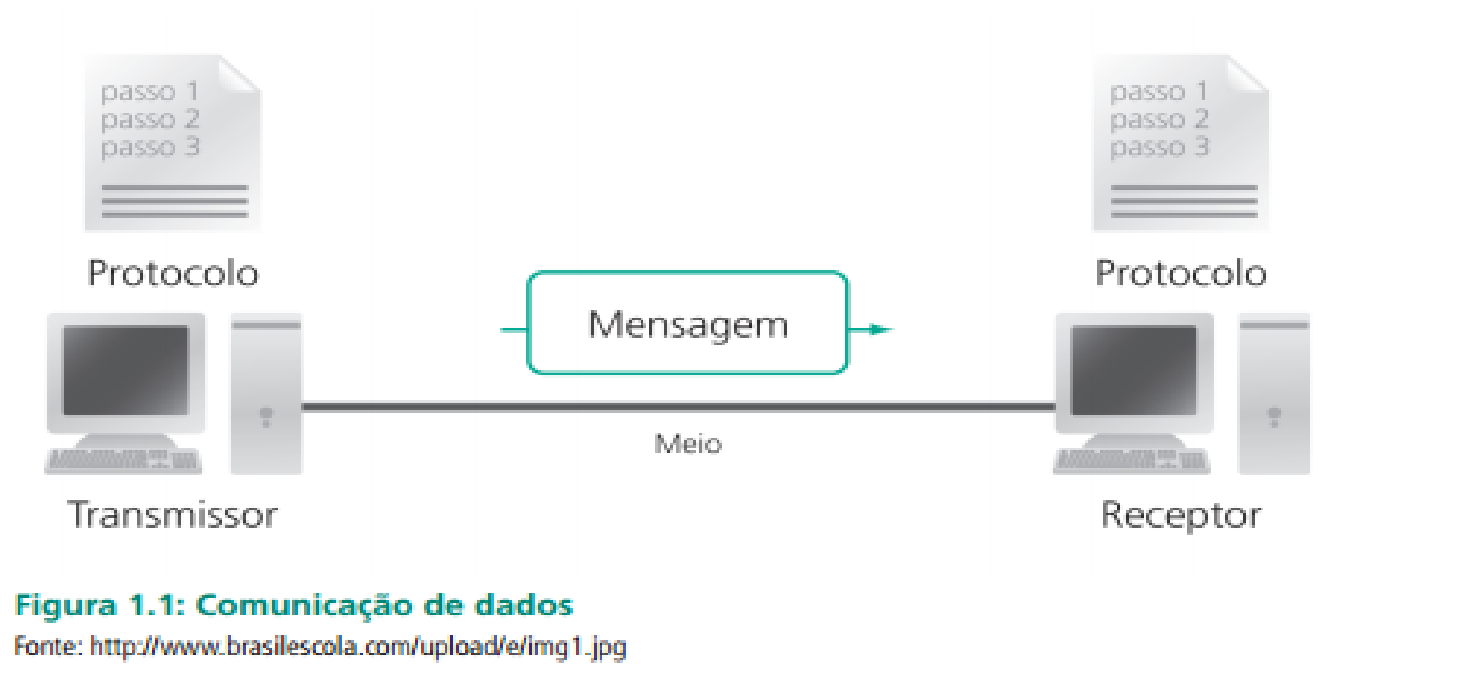 passo 1
passo 2
passo 3
Protocolo
Transmissor
Mensagem
Meio
passo 1
passo 2
passo 3
Protocolo
Receptor
Figura 1.1: Comunicação de dados
Fonte: http://www.brasilescola.com/upload/e/img1.jpg